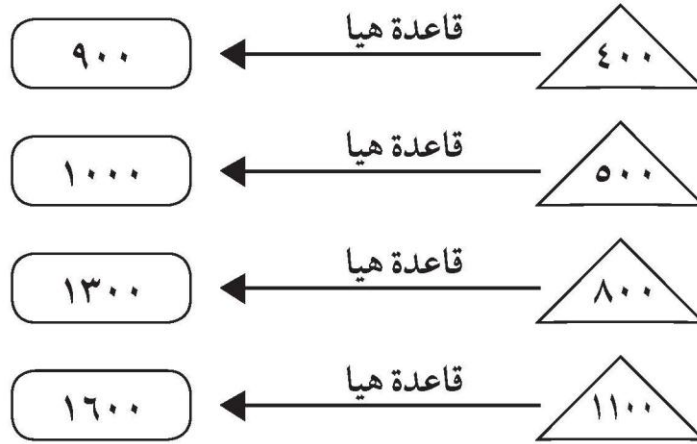 ٤٠٠ قاعدة هيا ٩٠٠
٥٠٠ قاعدة هيا ١٠٠٠
٨٠٠ قاعدة هيا ١٣٠٠
١١٠٠ قاعدة هيا ١٦٠٠